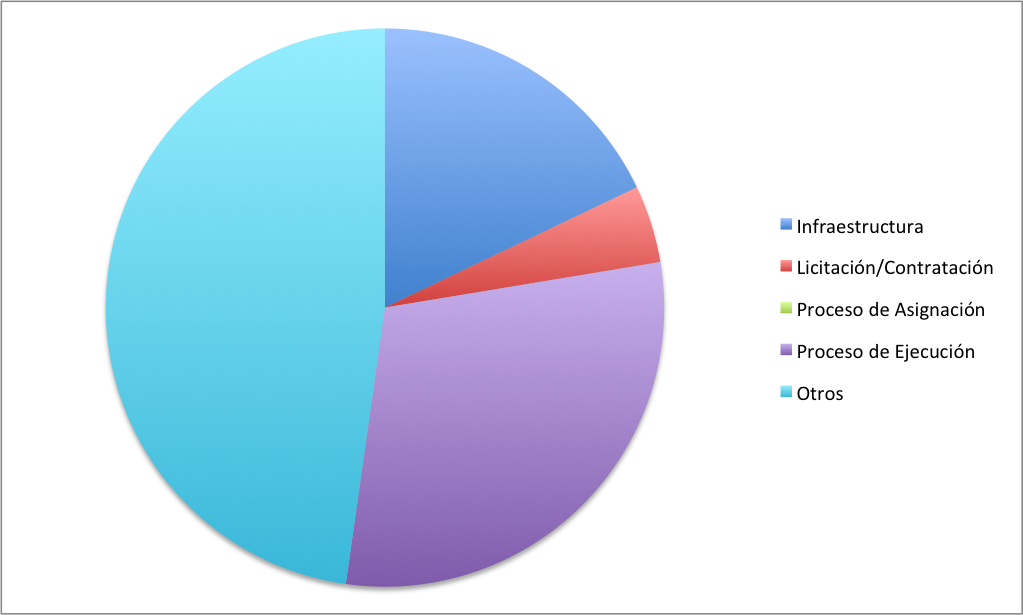 Infraestructura
Licitación/Contratación
Proceso de Asignación
Proceso de Ejecución
Otros